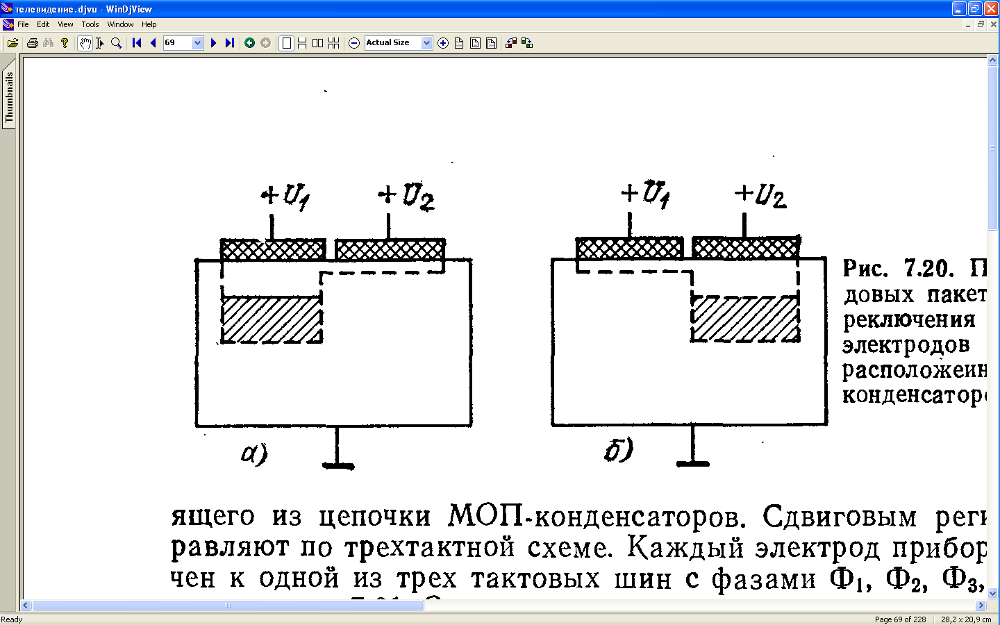 телевидение.djvu - WinDjView
File Edit View Tools Window Help
69 Actual Size
Thumbnails
+U1 +U2 +U1 +U2
Рис. 7.20. П
довых пакет
реключения
электродов
расположенн
конденсаторо
а) б)
ящего из цепочки МОП-конденсаторов. Сдвиговым реги
равляют по трехтактной схеме. Каждый электрод прибор
чен к одной из трех тактовых шин с фазами Ф1, Ф2, Ф3,
Ready Page 69 of 228 28,2 x 20,9 cm